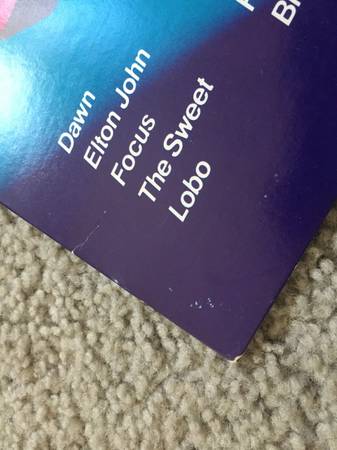 Dawn
Elton John
Focus
The Sweet
Lobo